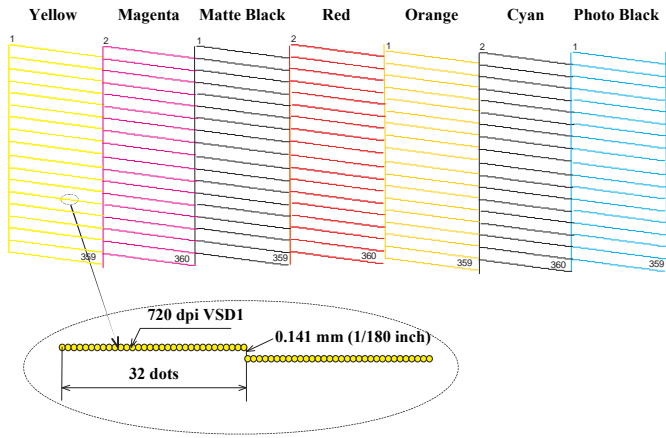 Yellow Magenta Matte Black Red Orange Cyan Photo Black
1 2 1 2 1 2 1
359 360 359 360 359 360 359
720 dpi VSD1
0.141 mm (1/180 inch)
32 dots